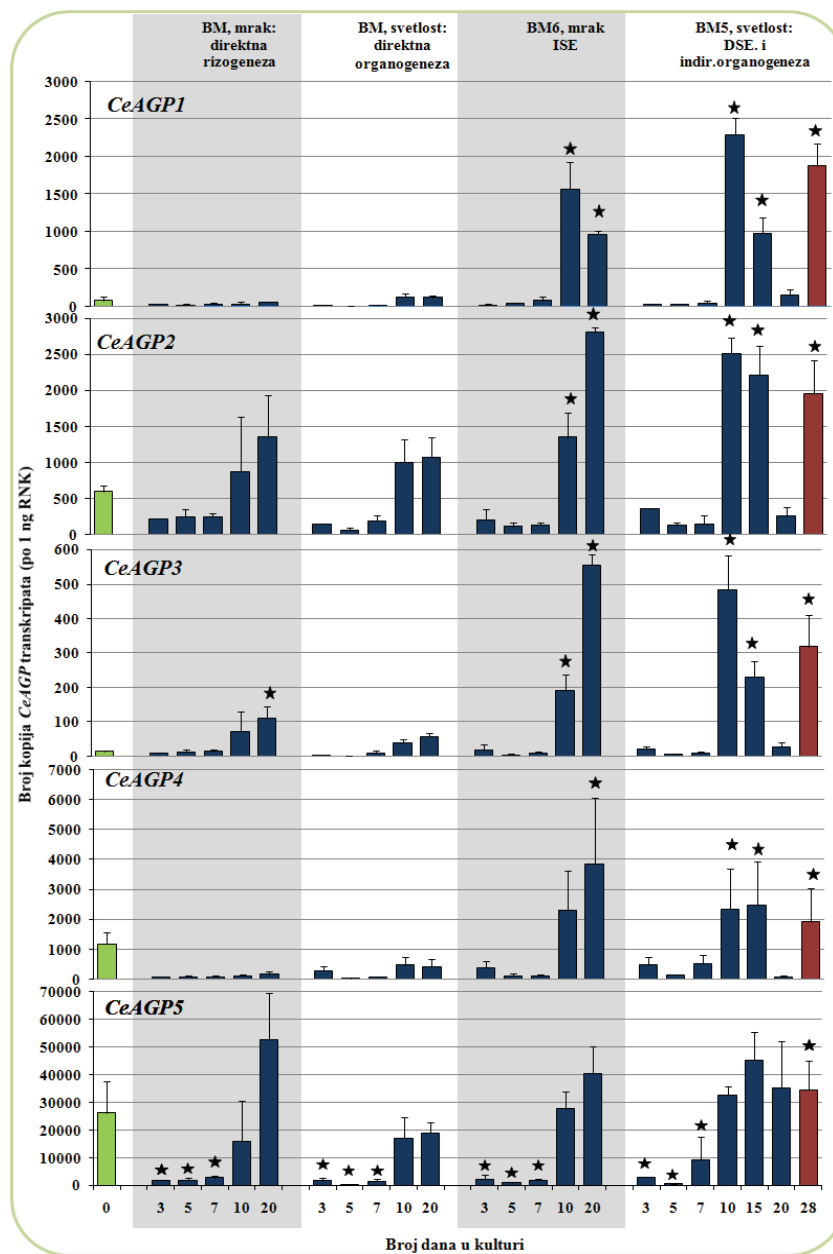 BM, mrak:
direktna
rizogeneza
BM, svetlost:
direktna
organogeneza
BM6, mrak
ISE
BM5, svetlost:
DSE. i
indir.organogeneza
Broj kopija CeAGP transkripata (po 1 ng RNK)
CeAGP1
3000
2500
2000
1500
1000
500
0
CeAGP2
3000
2500
2000
1500
1000
500
0
CeAGP3
600
500
400
300
200
100
0
CeAGP4
7000
6000
5000
4000
3000
2000
1000
0
CeAGP5
70000
60000
50000
40000
30000
20000
10000
0
0 3 5 7 10 20 3 5 7 10 20 3 5 7 10 20 3 5 7 10 15 20 28
Broj dana u kulturi